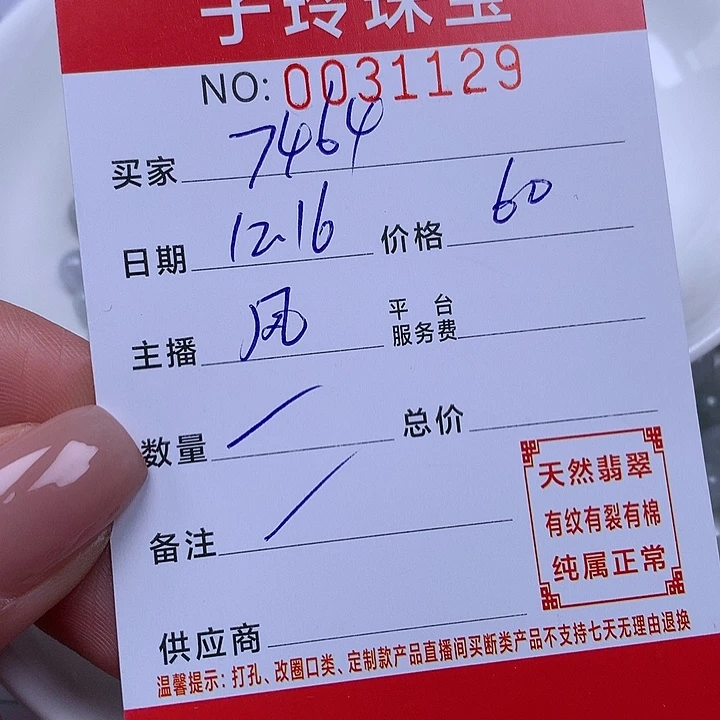 子玲珠宝
NO: 0031129
买家 7464
日期 12.16 价格 60
主播 凤 平台服务费
数量 / 总价
备注 /
天然翡翠
有纹有裂有棉
纯属正常
供应商
温馨提示：打孔、改圈口类、定制款产品直播间买断类产品不支持七天无理由退换